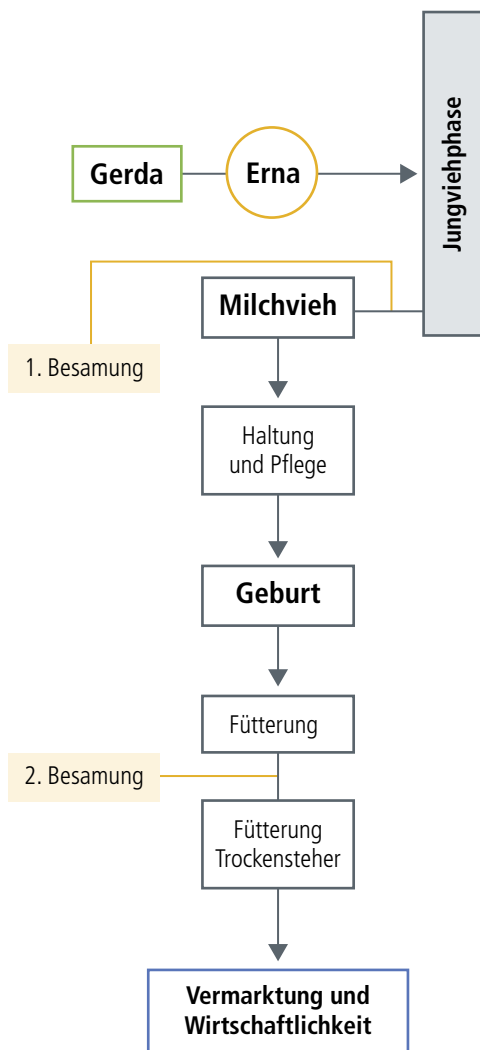 Gerda
Erna
Jungviehphase
Milchvieh
1. Besamung
Haltung
und Pflege
Geburt
Fütterung
2. Besamung
Fütterung
Trockensteher
Vermarktung und
Wirtschaftlichkeit